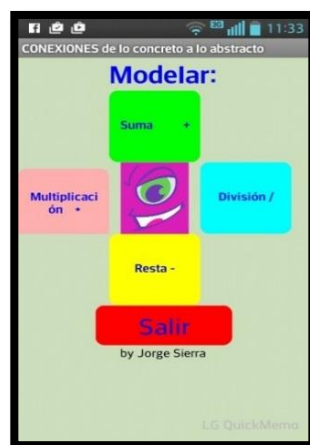 11:33
CONEXIONES de lo concreto a lo abstracto
Modelar:
Suma +
Multiplicaci
ón *
División /
Resta -
Salir
by Jorge Sierra
LG QuickMemo